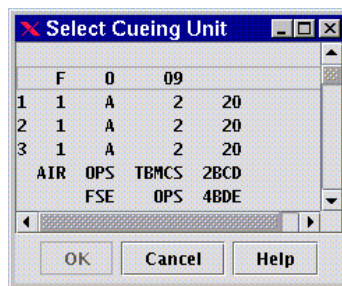 Select Cueing Unit
F 0 09
1 1 A 2 20
2 1 A 2 20
3 1 A 2 20
AIR OPS TBMCS 2BCD
FSE OPS 4BDE
OK Cancel Help